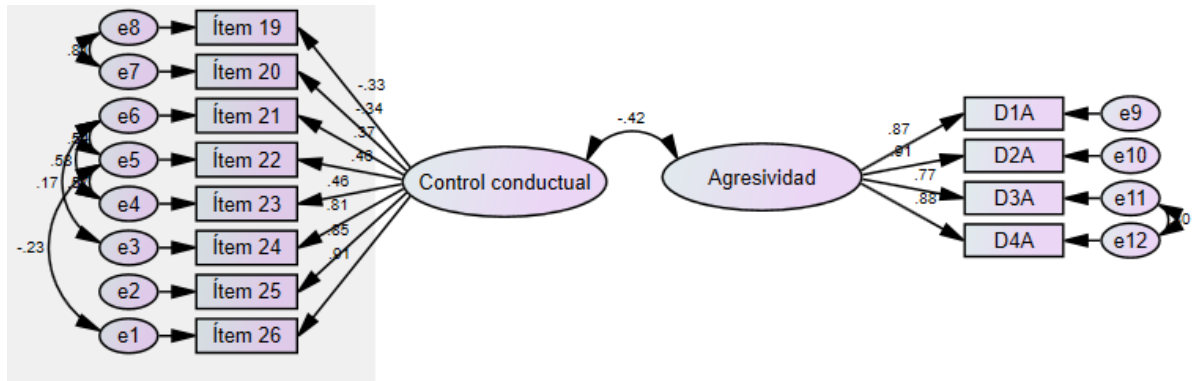 e8
Ítem 19
e7
Ítem 20
e6
Ítem 21
e5
Ítem 22
e4
Ítem 23
e3
Ítem 24
e2
Ítem 25
e1
Ítem 26
.17
-.23
-.33
-.34
.37
.46
.46
.81
.85
.91
Control conductual
-.42
Agresividad
.87
.91
.77
.88
D1A
e9
D2A
e10
D3A
e11
D4A
e12